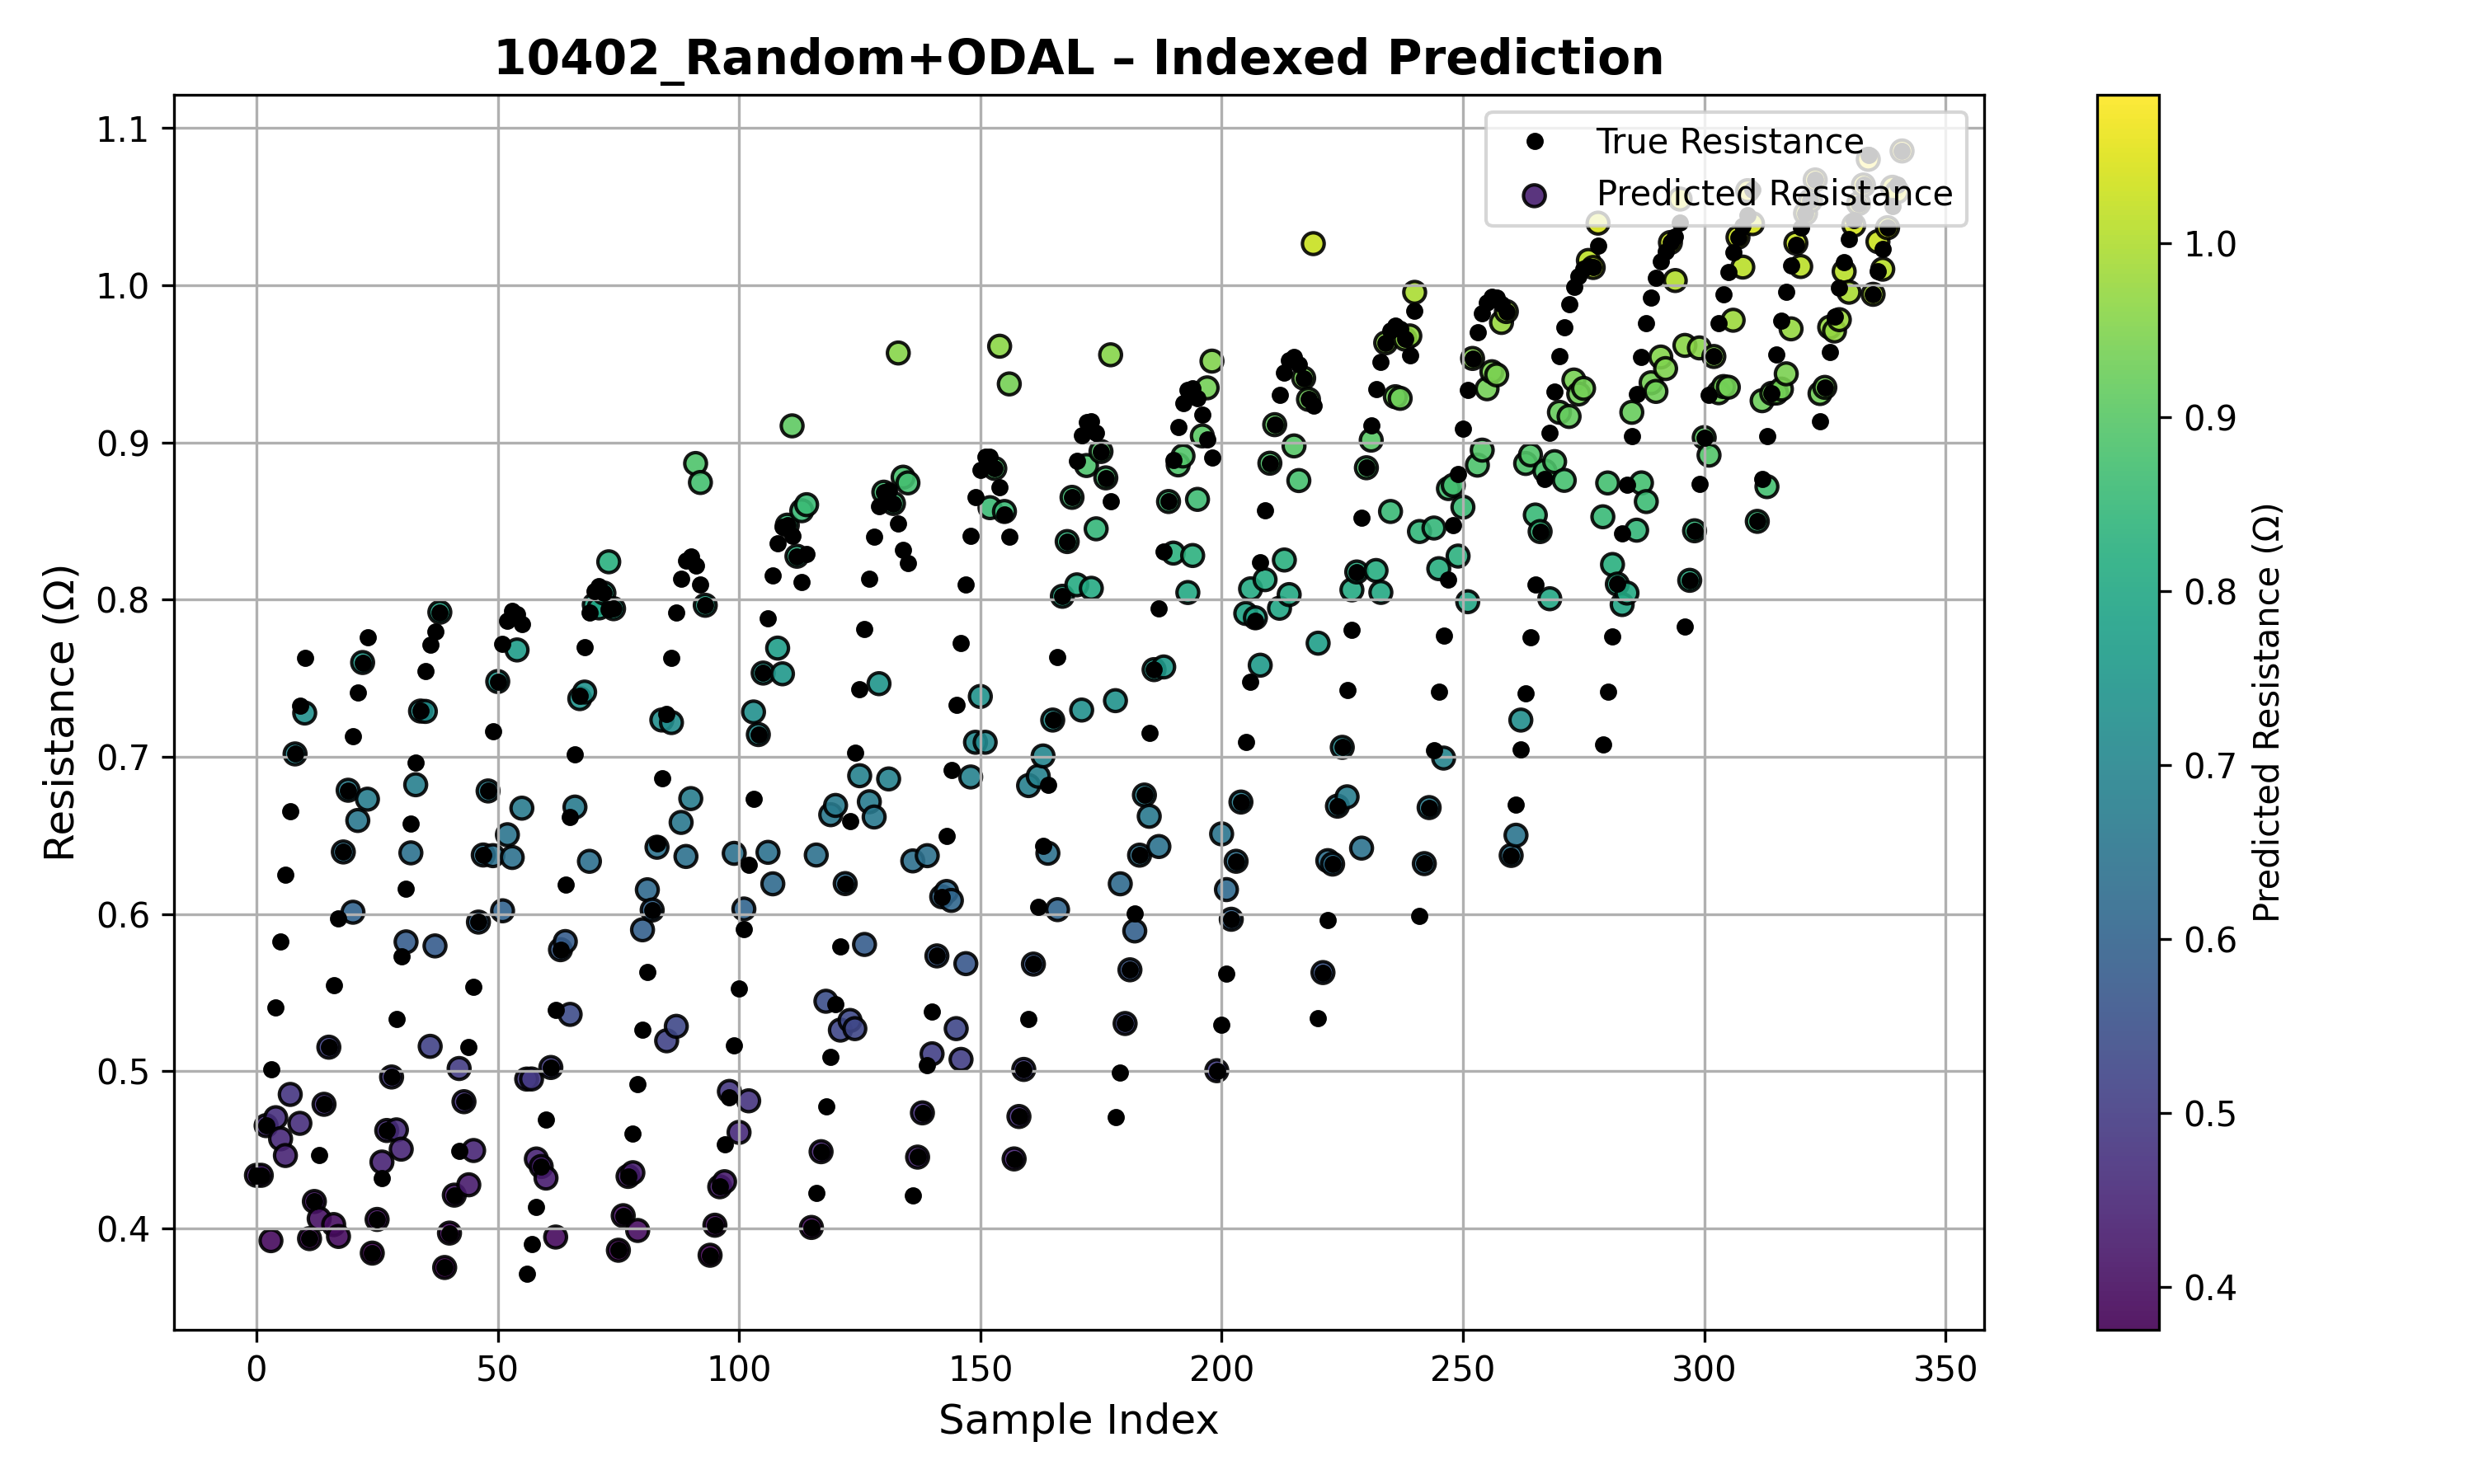 10402_Random+ODAL – Indexed Prediction
True Resistance
Predicted Resistance
Resistance (Ω)
1.1
1.0
0.9
0.8
0.7
0.6
0.5
0.4
0 50 100 150 200 250 300 350
Sample Index
1.0
0.9
0.8
0.7
0.6
0.5
0.4
Predicted Resistance (Ω)